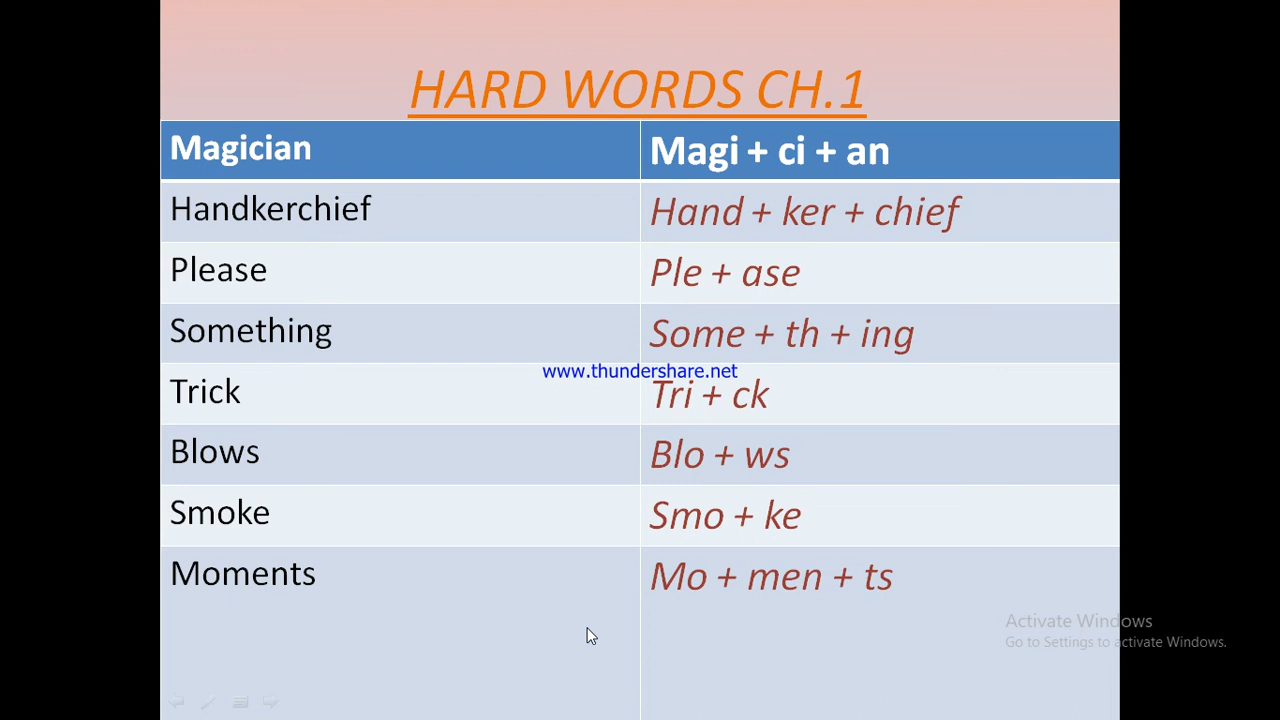 HARD WORDS CH.1
Magician Magi + ci + an
Handkerchief Hand + ker + chief
Please Ple + ase
Something Some + th + ing
www.thundershare.net
Trick Tri + ck
Blows Blo + ws
Smoke Smo + ke
Moments Mo + men + ts
Activate Windows
Go to Settings to activate Windows.